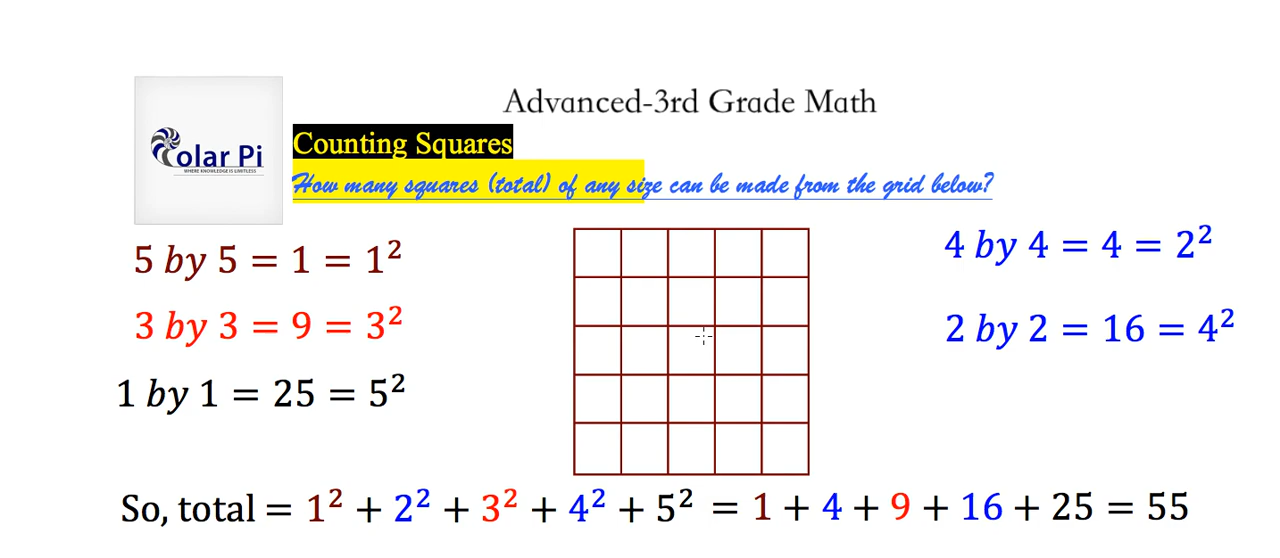 Advanced-3rd Grade Math
olar Pi
WHERE KNOWLEDGE IS LIMITLESS
Counting Squares
How many squares (total) of any size can be made from the grid below?
5 by 5 = 1 = 1²
4 by 4 = 4 = 2²
3 by 3 = 9 = 3²
2 by 2 = 16 = 4²
1 by 1 = 25 = 5²
So, total = 1² + 2² + 3² + 4² + 5² = 1 + 4 + 9 + 16 + 25 = 55